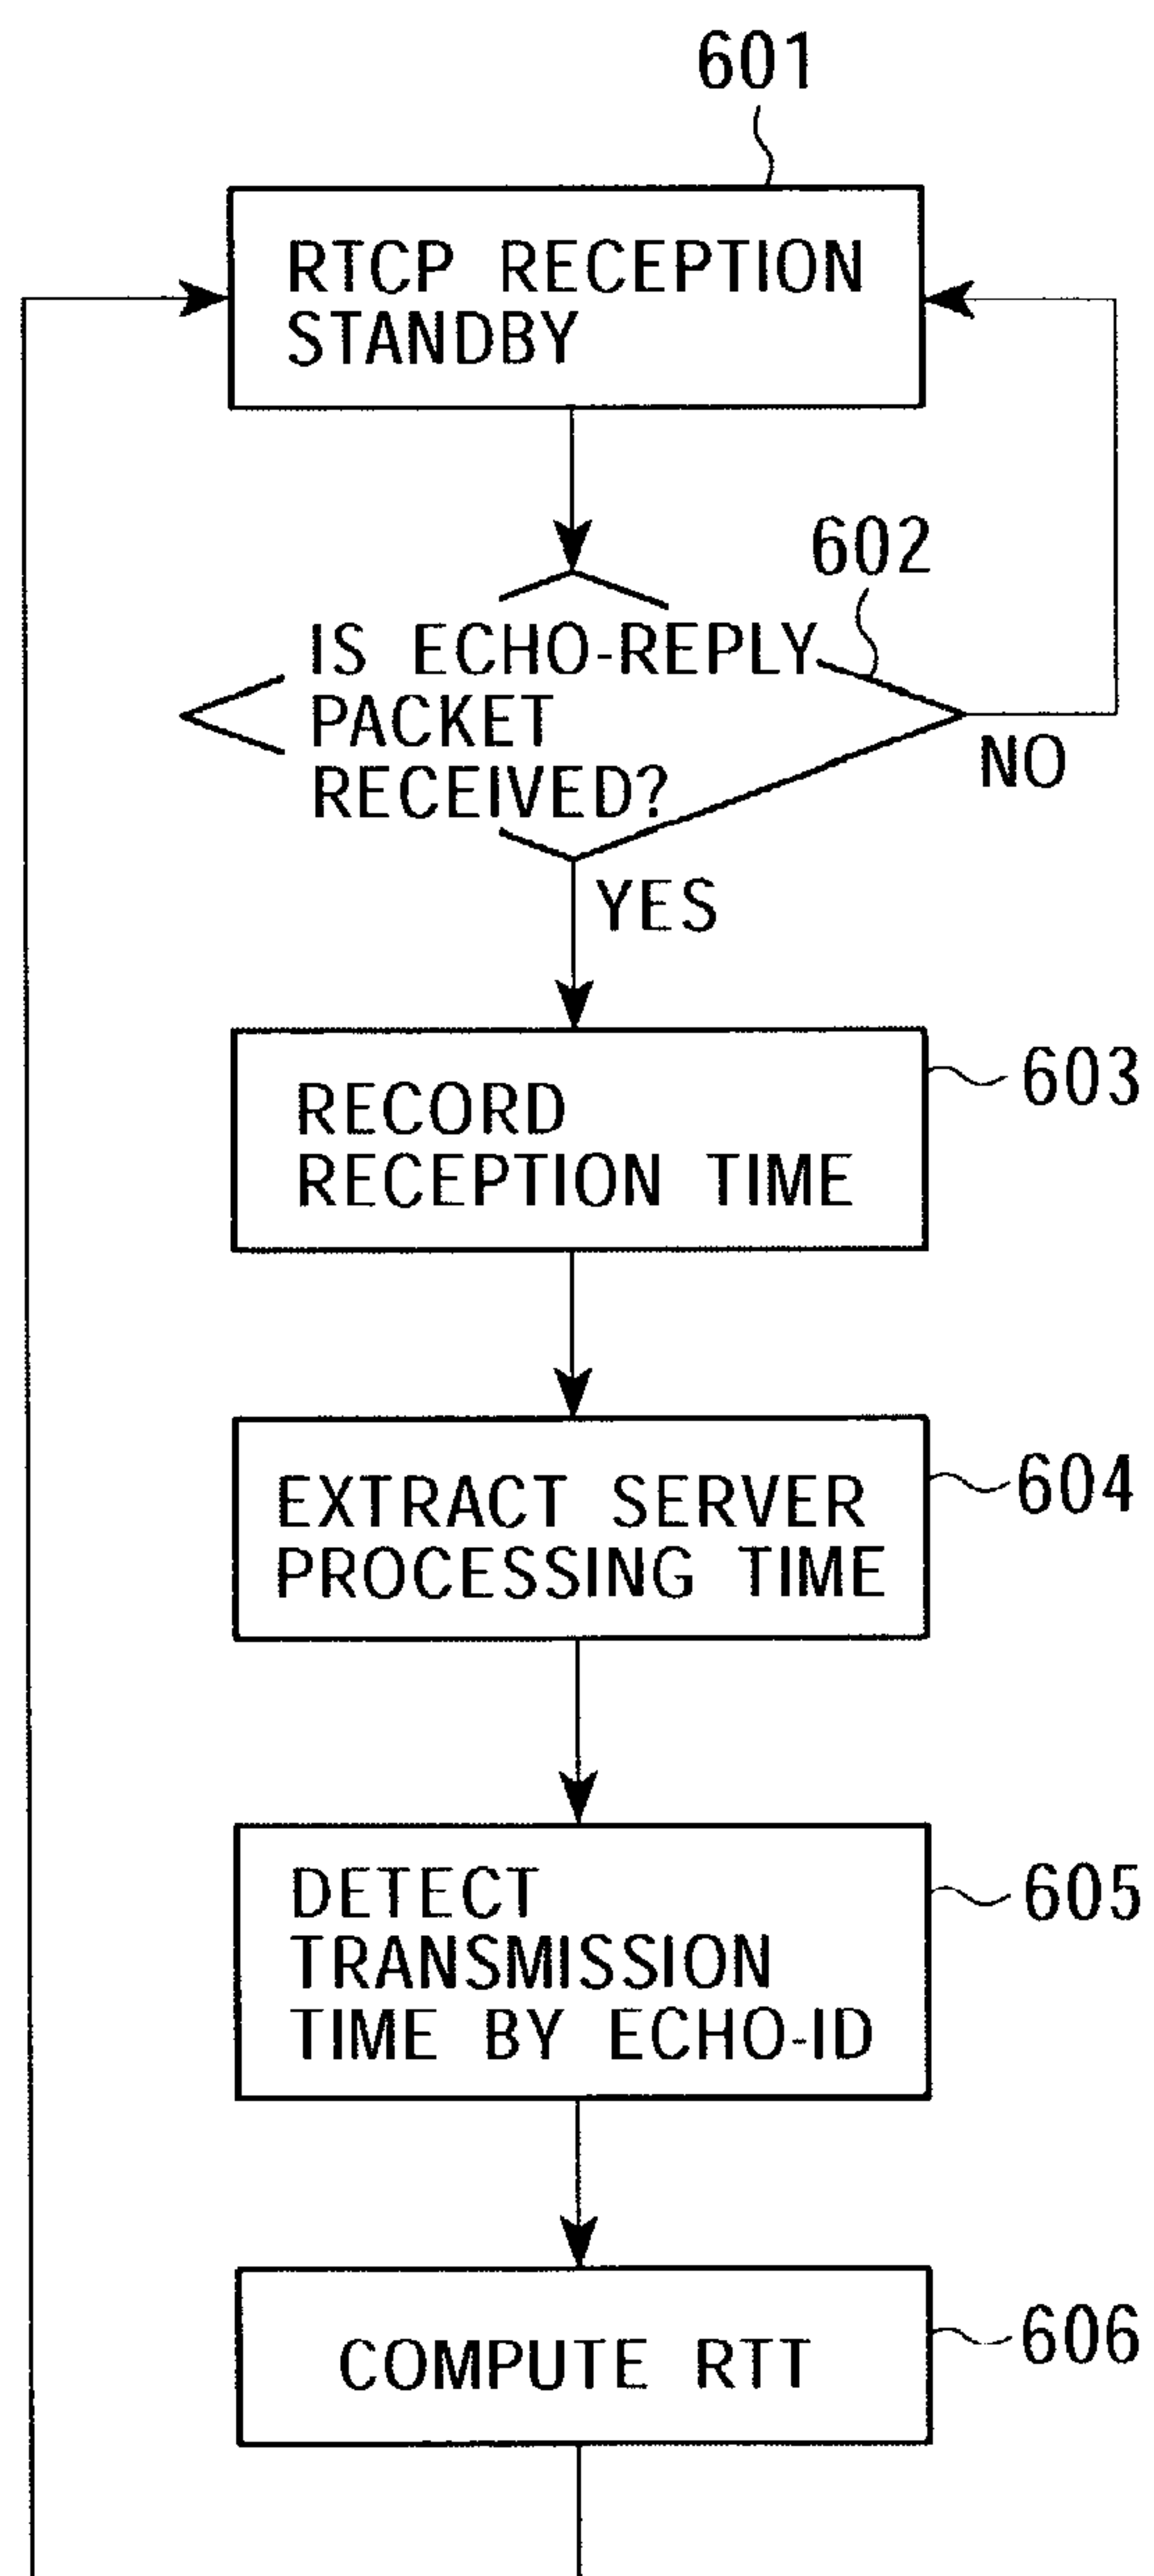 601
RTCP RECEPTION
STANDBY
602
IS ECHO-REPLY
PACKET
RECEIVED?
NO
YES
603
RECORD
RECEPTION TIME
604
EXTRACT SERVER
PROCESSING TIME
605
DETECT
TRANSMISSION
TIME BY ECHO-ID
606
COMPUTE RTT